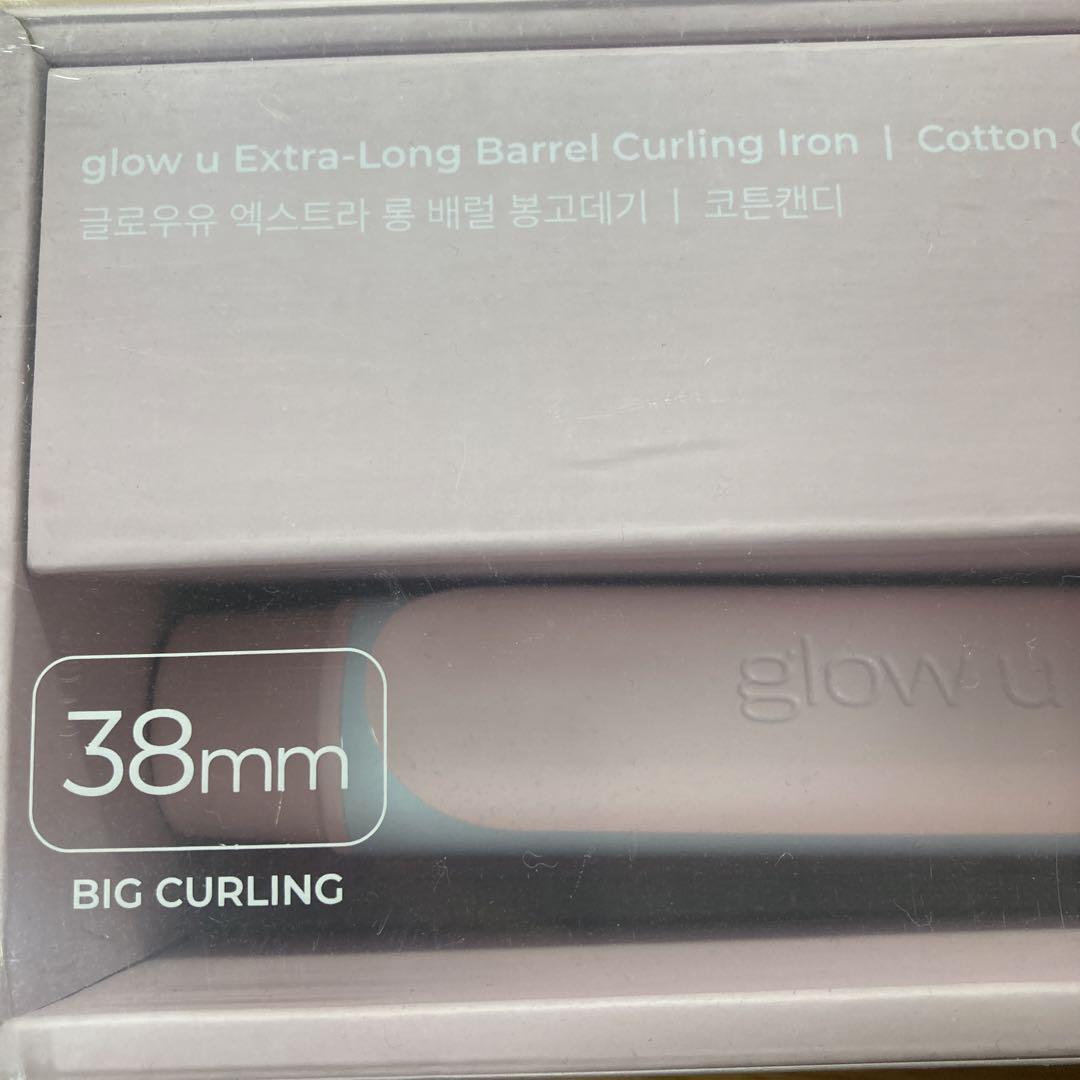 glow u Extra-Long Barrel Curling Iron | Cotton
글로우유 엑스트라 롱 배럴 봉고데기 | 코튼캔디
glow u
38mm
BIG CURLING